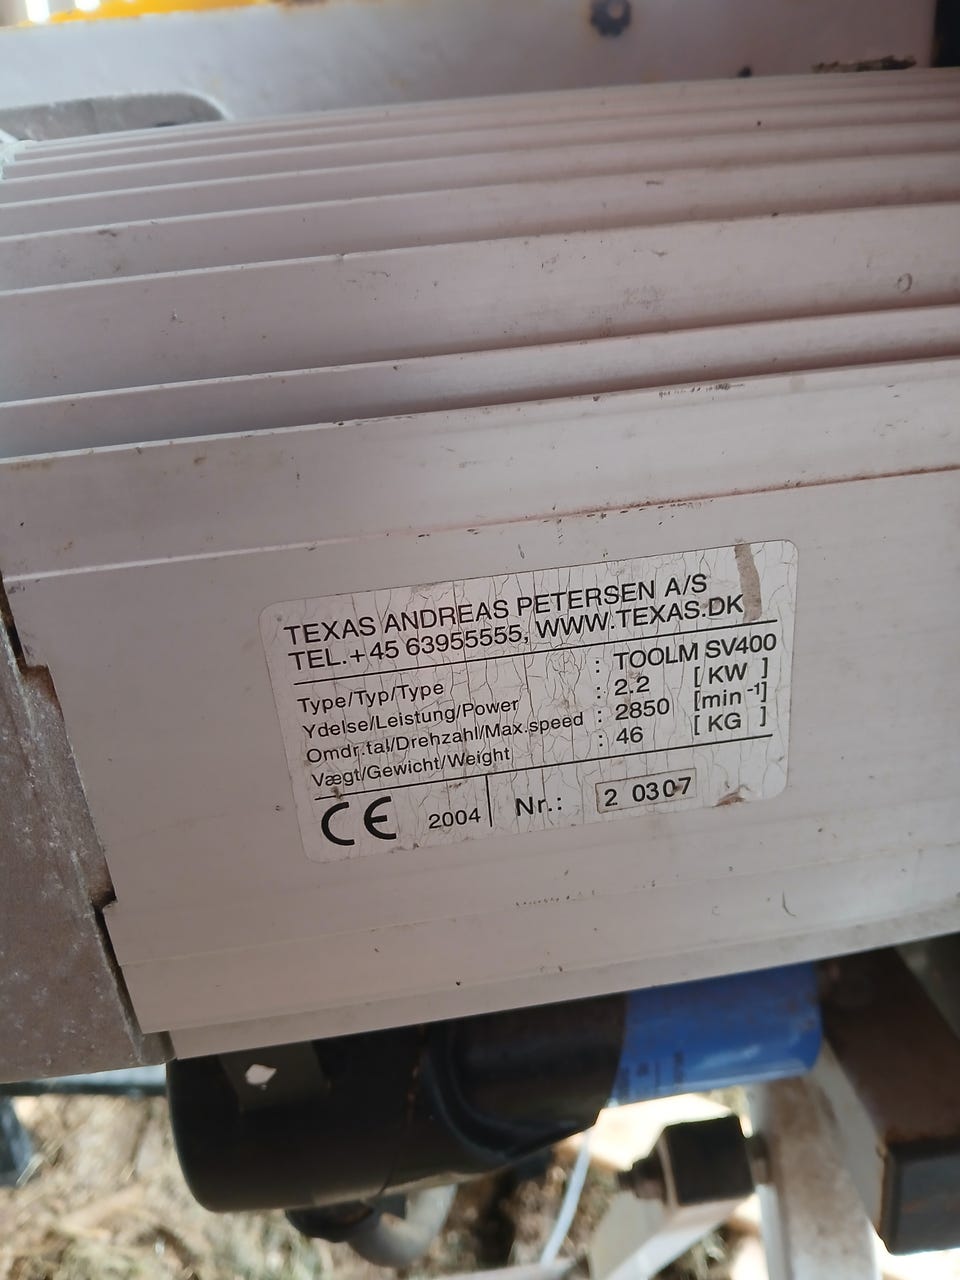 TEXAS ANDREAS PETERSEN A/S
TEL.+45 63955555, WWW.TEXAS.DK
Type/Typ/Type : TOOLM SV400
Ydelse/Leistung/Power : 2.2 [KW]
Omdr.tal/Drehzahl/Max.speed : 2850 [min⁻¹]
Vægt/Gewicht/Weight : 46 [KG]
CE 2004 Nr.: 2 0307